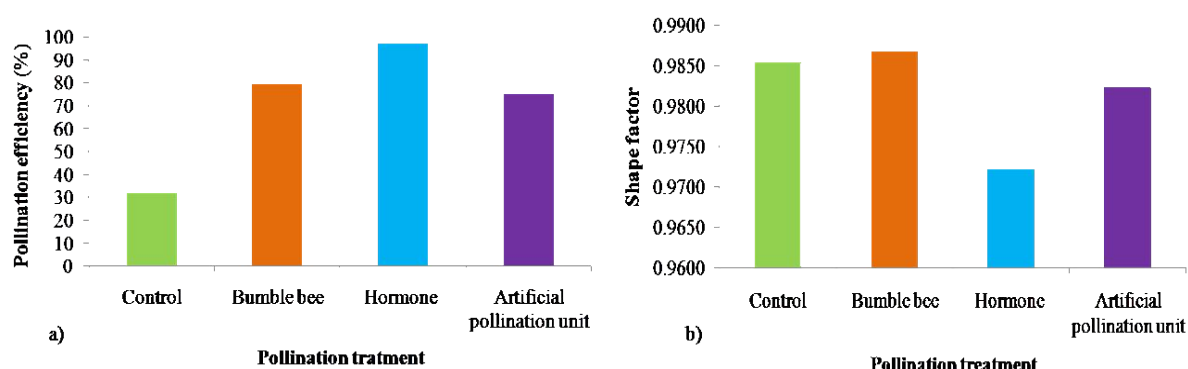 Pollination efficiency (%)
100
90
80
70
60
50
40
30
20
10
0
Control
Bumble bee
Hormone
Artificial
pollination unit
a)
Pollination tratment
Shape factor
0.9900
0.9850
0.9800
0.9750
0.9700
0.9650
0.9600
Control
Bumble bee
Hormone
Artificial
pollination unit
b)
Pollination treatment